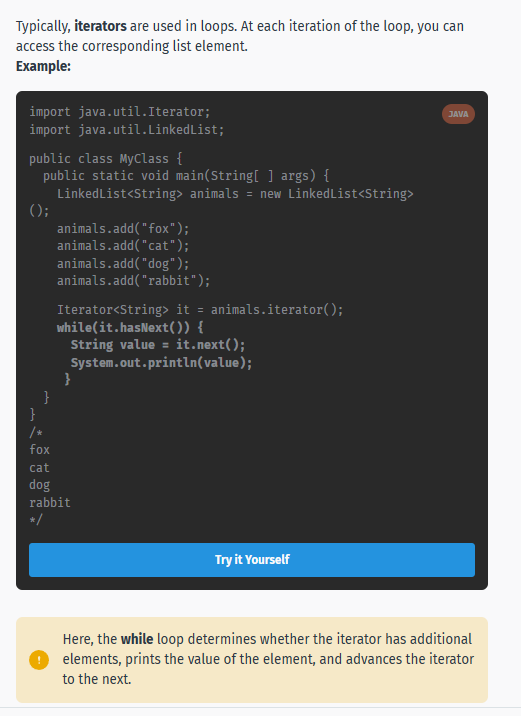 Typically, iterators are used in loops. At each iteration of the loop, you can
access the corresponding list element.
Example:
JAVA
import java.util.Iterator;
import java.util.LinkedList;
public class MyClass {
public static void main(String[ ] args) {
LinkedList<String> animals = new LinkedList<String>
();
animals.add("fox");
animals.add("cat");
animals.add("dog");
animals.add("rabbit");
Iterator<String> it = animals.iterator();
while(it.hasNext()) {
String value = it.next();
System.out.println(value);
}
}
}
/*
fox
cat
dog
rabbit
*/
Try it Yourself
Here, the while loop determines whether the iterator has additional
elements, prints the value of the element, and advances the iterator
to the next.